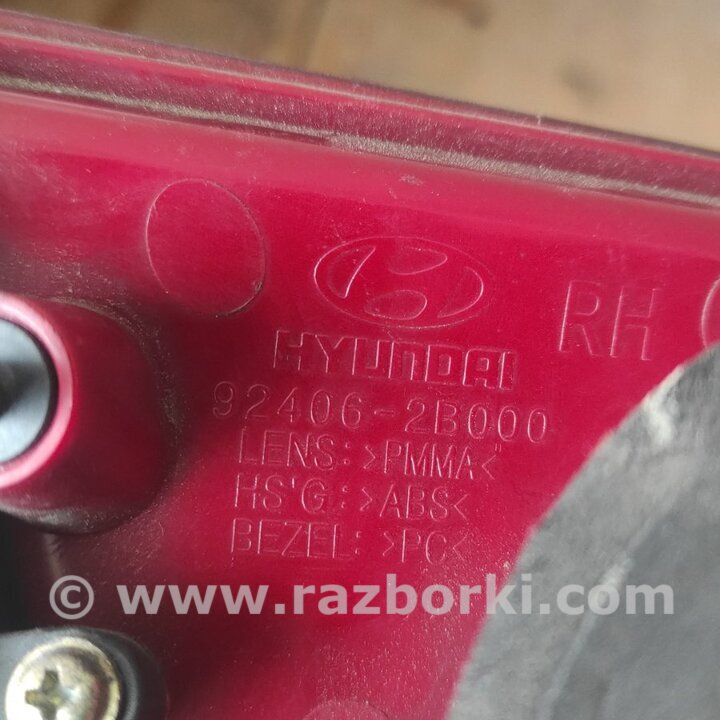 RH
HYUNDAI
92406-2B000
LENS: >PMMA<
HS'G: >ABS<
BEZEL: >PC<
© www.razborki.com